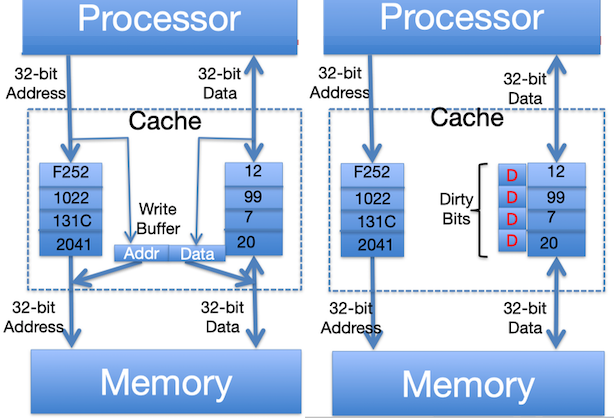 Processor
32-bit
Address
32-bit
Data
Cache
F252
1022
131C
2041
12
99
7
20
Write
Buffer
Addr
Data
32-bit
Address
32-bit
Data
Memory
Processor
32-bit
Address
32-bit
Data
Cache
F252
1022
131C
2041
Dirty
Bits
D
D
D
D
12
99
7
20
32-bit
Address
32-bit
Data
Memory